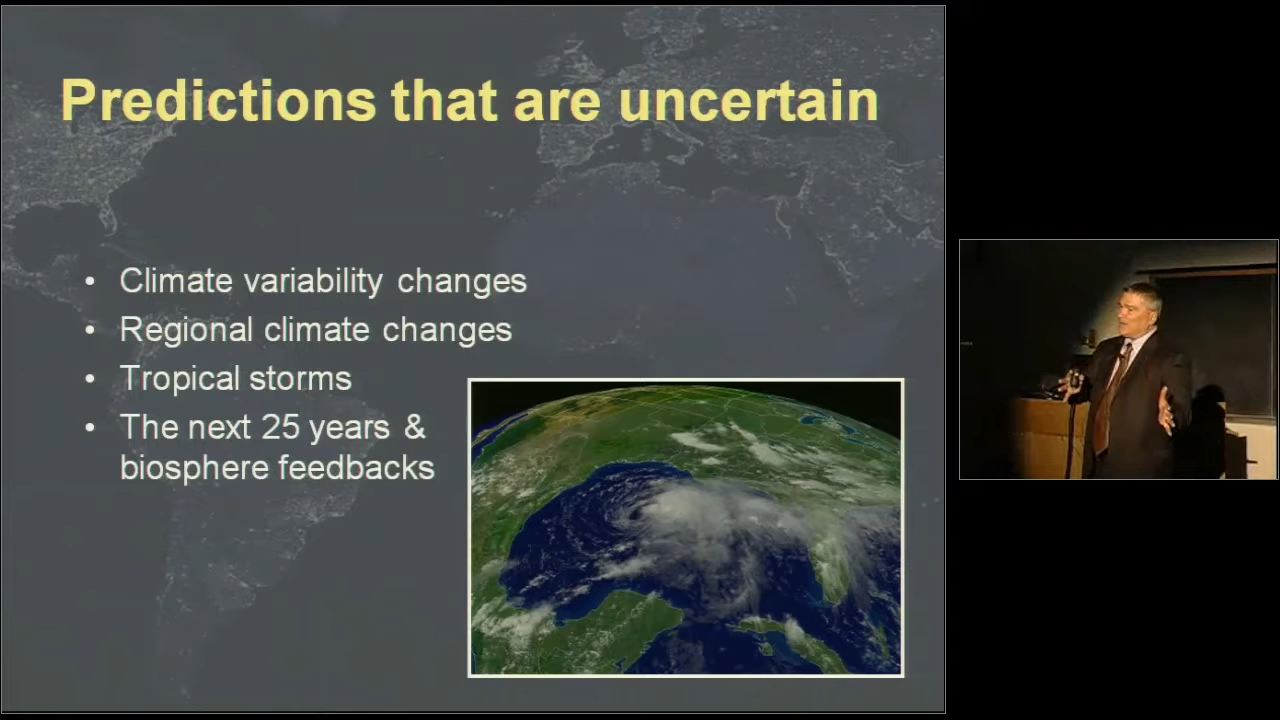 Predictions that are uncertain
• Climate variability changes
• Regional climate changes
• Tropical storms
• The next 25 years &
biosphere feedbacks